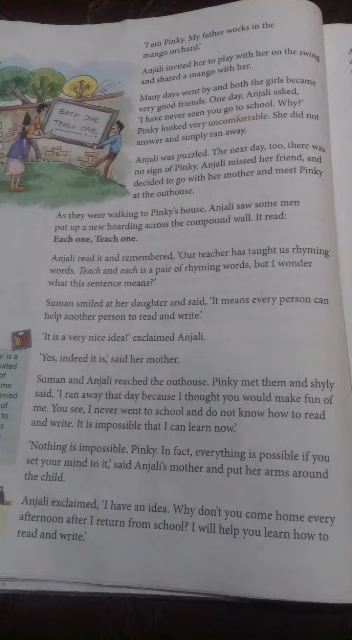 'I am Pinky. My father works in the
mango orchard.'
Anjali invited her to play with her on the swing
and shared a mango with her.
Many days went by and both the girls became
very good friends. One day, Anjali asked,
'I have never seen you go to school. Why?'
Pinky looked very uncomfortable. She did not
answer and simply ran away.
Anjali was puzzled. The next day, too, there was
no sign of Pinky. Anjali missed her friend, and
decided to go with her mother and meet Pinky
at the outhouse.
EACH ONE
TEACH ONE
As they were walking to Pinky's house, Anjali saw some men
put up a new hoarding across the compound wall. It read:
Each one, Teach one.
Anjali read it and remembered, 'Our teacher has taught us rhyming
words. Teach and each is a pair of rhyming words, but I wonder
what this sentence means?'
Suman smiled at her daughter and said, 'It means every person can
help another person to read and write.'
'It is a very nice idea!' exclaimed Anjali.
'Yes, indeed it is,' said her mother.
Suman and Anjali reached the outhouse. Pinky met them and shyly
said, 'I ran away that day because I thought you would make fun of
me. You see, I never went to school and do not know how to read
and write. It is impossible that I can learn now.'
'Nothing is impossible, Pinky. In fact, everything is possible if you
set your mind to it,' said Anjali's mother and put her arms around
the child.
Anjali exclaimed, 'I have an idea. Why don't you come home every
afternoon after I return from school? I will help you learn how to
read and write.'
is a
of
of
to